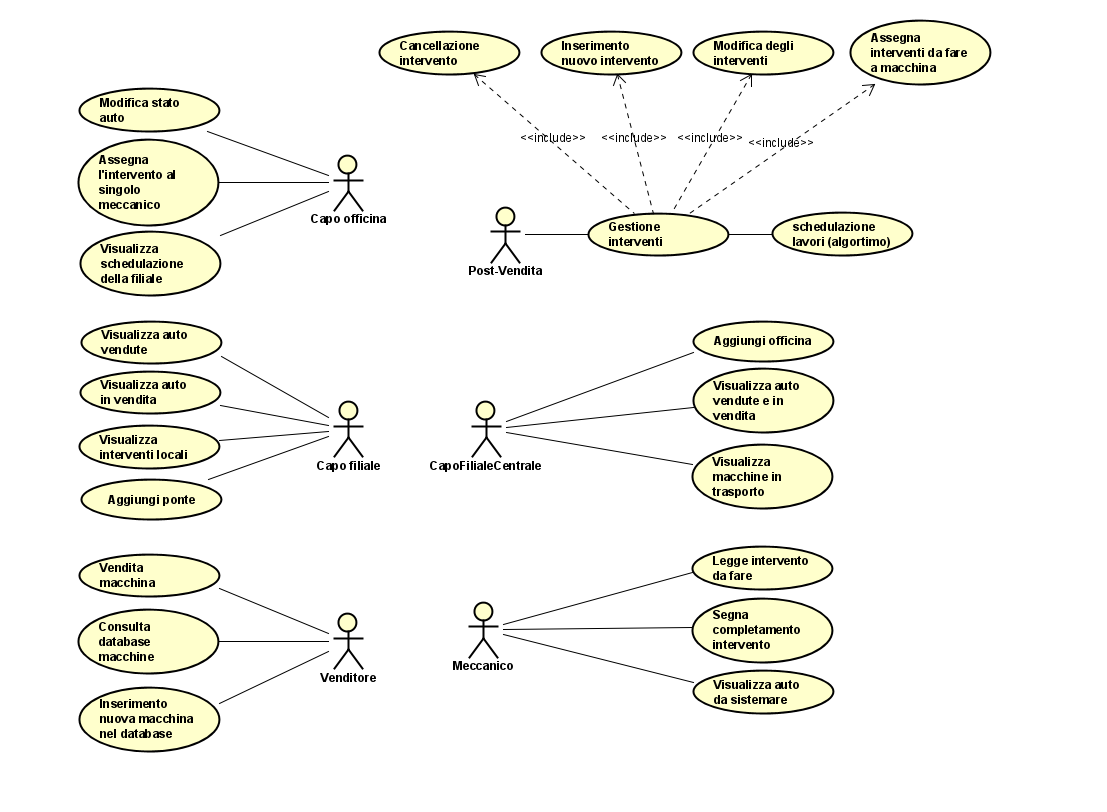 Cancellazione
intervento
Inserimento
nuovo intervento
Modifica degli
interventi
Assegna
interventi da fare
a macchina
<<include>>
<<include>>
<<include>>
<<include>>
Modifica stato
auto
Assegna
l'intervento al
singolo
meccanico
Visualizza
schedulazione
della filiale
Capo officina
Post-Vendita
Gestione
interventi
schedulazione
lavori (algortimo)
Visualizza auto
vendute
Visualizza auto
in vendita
Visualizza
interventi locali
Aggiungi ponte
Capo filiale
CapoFilialeCentrale
Aggiungi officina
Visualizza auto
vendute e in
vendita
Visualizza
macchine in
trasporto
Vendita
macchina
Consulta
database
macchine
Inserimento
nuova macchina
nel database
Venditore
Meccanico
Legge intervento
da fare
Segna
completamento
intervento
Visualizza auto
da sistemare